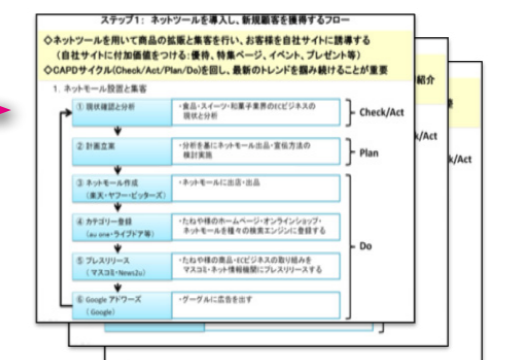 ステップ1: ネットツールを導入し、新規顧客を獲得するフロー
◇ネットツールを用いて商品の拡販と集客を行い、お客様を自社サイトに誘導する
(自社サイトに付加価値をつける:優待、特集ページ、イベント、プレゼント等)
◇CAPDサイクル(Check/Act/Plan/Do)を回し、最新のトレンドを掴み続けることが重要
1. ネットモール設置と集客
① 現状確認と分析
・食品・スイーツ・和菓子業界のECビジネスの
現状と分析
Check/Act
② 計画立案
・分析を基にネットモール出品・宣伝方法の
検討実施
Plan
③ ネットモール作成
(楽天・ヤフー・ビッターズ)
・ネットモールに出店・出品
④ カテゴリー登録
(au one・ライブドア等)
・たねや様のホームページ・オンラインショップ・
ネットモールを種々の検索エンジンに登録する
Do
⑤ プレスリリース
(マスコミ・News2u)
・たねや様の商品・ECビジネスの取り組みを
マスコミ・ネット情報機関にプレスリリースする
⑥ Google アドワーズ
(Google)
・グーグルに広告を出す
紹介
k/Act
k/Act